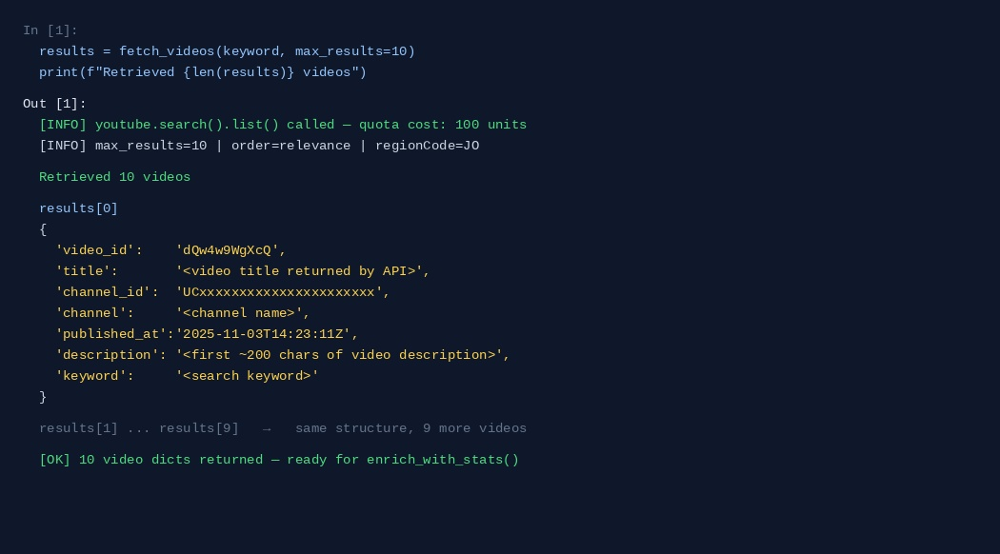 In [1]:
results = fetch_videos(keyword, max_results=10)
print(f"Retrieved {len(results)} videos")
Out [1]:
[INFO] youtube.search().list() called — quota cost: 100 units
[INFO] max_results=10 | order=relevance | regionCode=JO
Retrieved 10 videos
results[0]
{
'video_id':    'dQw4w9WgXcQ',
'title':       '<video title returned by API>',
'channel_id':  'UCxxxxxxxxxxxxxxxxxxxxxx',
'channel':     '<channel name>',
'published_at':'2025-11-03T14:23:11Z',
'description': '<first ~200 chars of video description>',
'keyword':     '<search keyword>'
}
results[1] ... results[9]   →   same structure, 9 more videos
[OK] 10 video dicts returned — ready for enrich_with_stats()